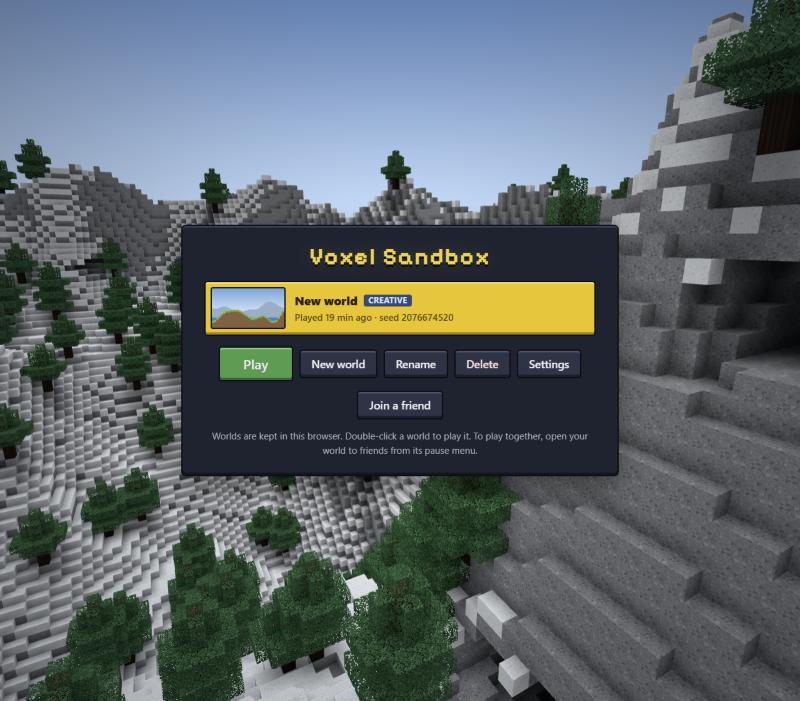 Voxel Sandbox
New world CREATIVE
Played 19 min ago · seed 2076674520
Play New world Rename Delete Settings
Join a friend
Worlds are kept in this browser. Double-click a world to play it. To play together, open your
world to friends from its pause menu.